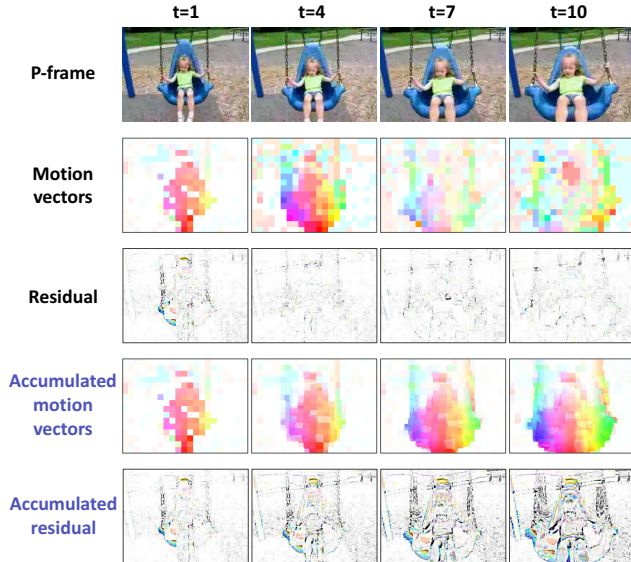 t=1 t=4 t=7 t=10
P-frame
Motion
vectors
Residual
Accumulated
motion
vectors
Accumulated
residual